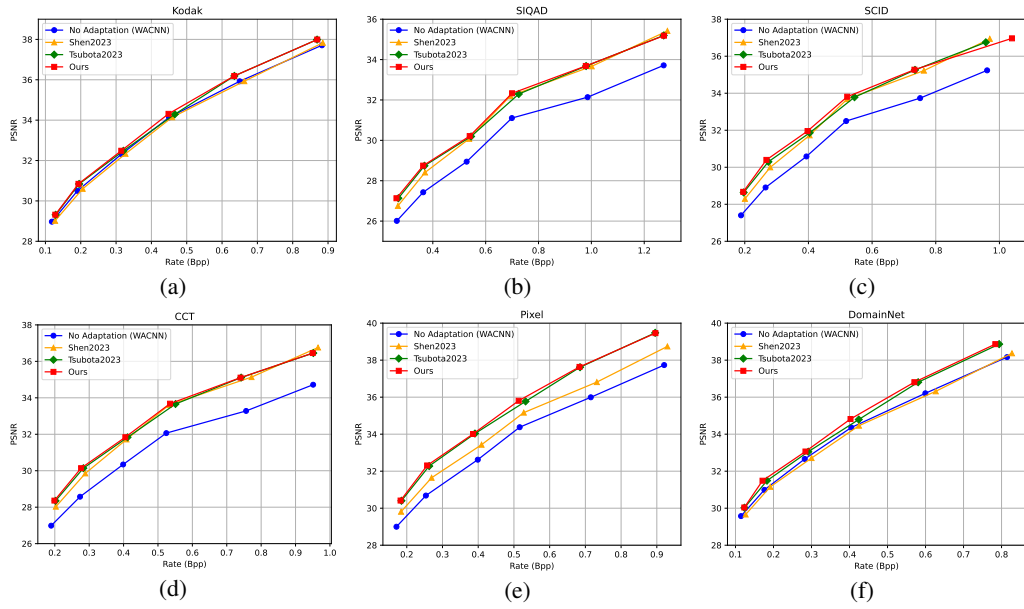 Kodak
No Adaptation (WACNN)
Shen2023
Tsubota2023
Ours
PSNR
38
36
34
32
30
28
0.1 0.2 0.3 0.4 0.5 0.6 0.7 0.8 0.9
Rate (Bpp)
(a)
SIQAD
No Adaptation (WACNN)
Shen2023
Tsubota2023
Ours
PSNR
36
34
32
30
28
26
0.4 0.6 0.8 1.0 1.2
Rate (Bpp)
(b)
SCID
No Adaptation (WACNN)
Shen2023
Tsubota2023
Ours
PSNR
38
36
34
32
30
28
26
0.2 0.4 0.6 0.8 1.0
Rate (Bpp)
(c)
CCT
No Adaptation (WACNN)
Shen2023
Tsubota2023
Ours
PSNR
38
36
34
32
30
28
26
0.2 0.3 0.4 0.5 0.6 0.7 0.8 0.9 1.0
Rate (Bpp)
(d)
Pixel
No Adaptation (WACNN)
Shen2023
Tsubota2023
Ours
PSNR
40
38
36
34
32
30
28
0.2 0.3 0.4 0.5 0.6 0.7 0.8 0.9
Rate (Bpp)
(e)
DomainNet
No Adaptation (WACNN)
Shen2023
Tsubota2023
Ours
PSNR
40
38
36
34
32
30
28
0.1 0.2 0.3 0.4 0.5 0.6 0.7 0.8
Rate (Bpp)
(f)